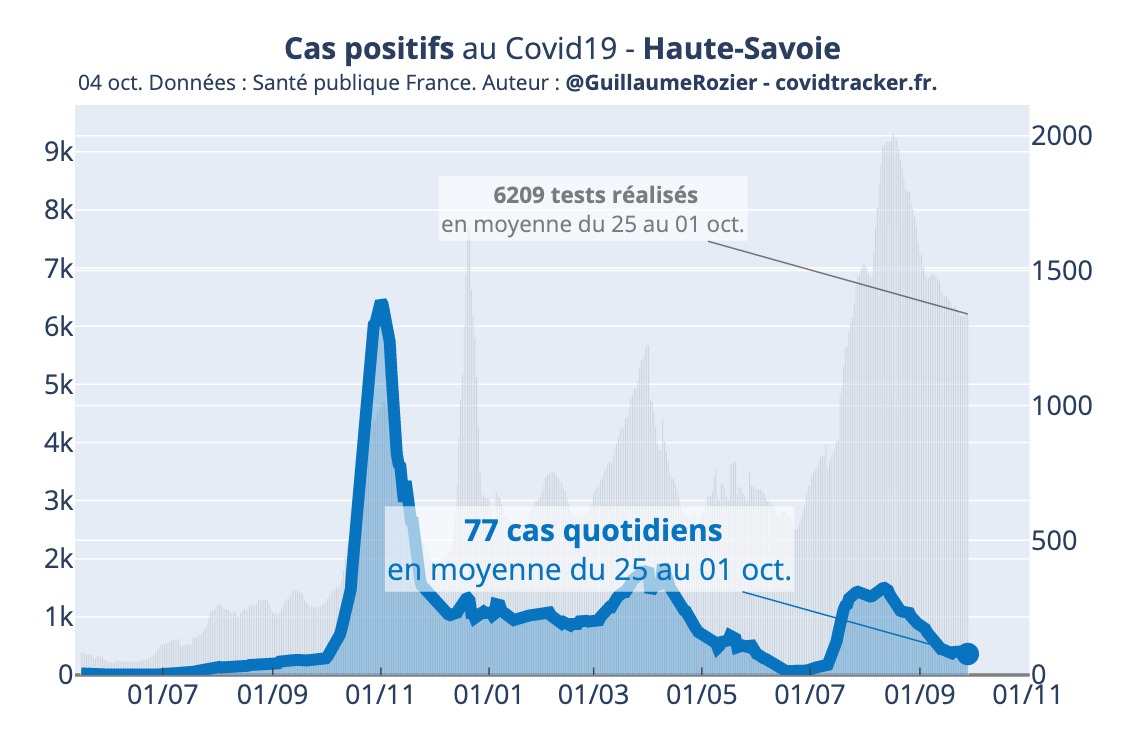 Cas positifs au Covid19 - Haute-Savoie
04 oct. Données : Santé publique France. Auteur : @GuillaumeRozier - covidtracker.fr.
9k
8k
7k
6k
5k
4k
3k
2k
1k
0
2000
1500
1000
500
0
6209 tests réalisés
en moyenne du 25 au 01 oct.
77 cas quotidiens
en moyenne du 25 au 01 oct.
01/07 01/09 01/11 01/01 01/03 01/05 01/07 01/09 01/11